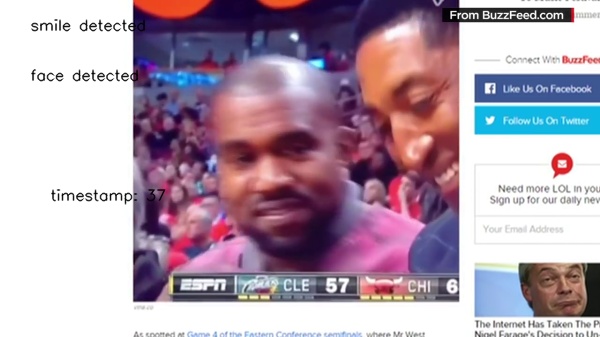 From BuzzFeed.com
smile detected
face detected
timestamp: 37
Connect With BuzzFeed
Like Us On Facebook
Follow Us On Twitter
Need more LOL in you
Sign up for our daily new
Your Email Address
ESPN CLE 57 CHI 6
As spotted at Game 4 of the Eastern Conference semifinals, where Mr West
The Internet Has Taken The P
Nigel Farage's Decision to Un-